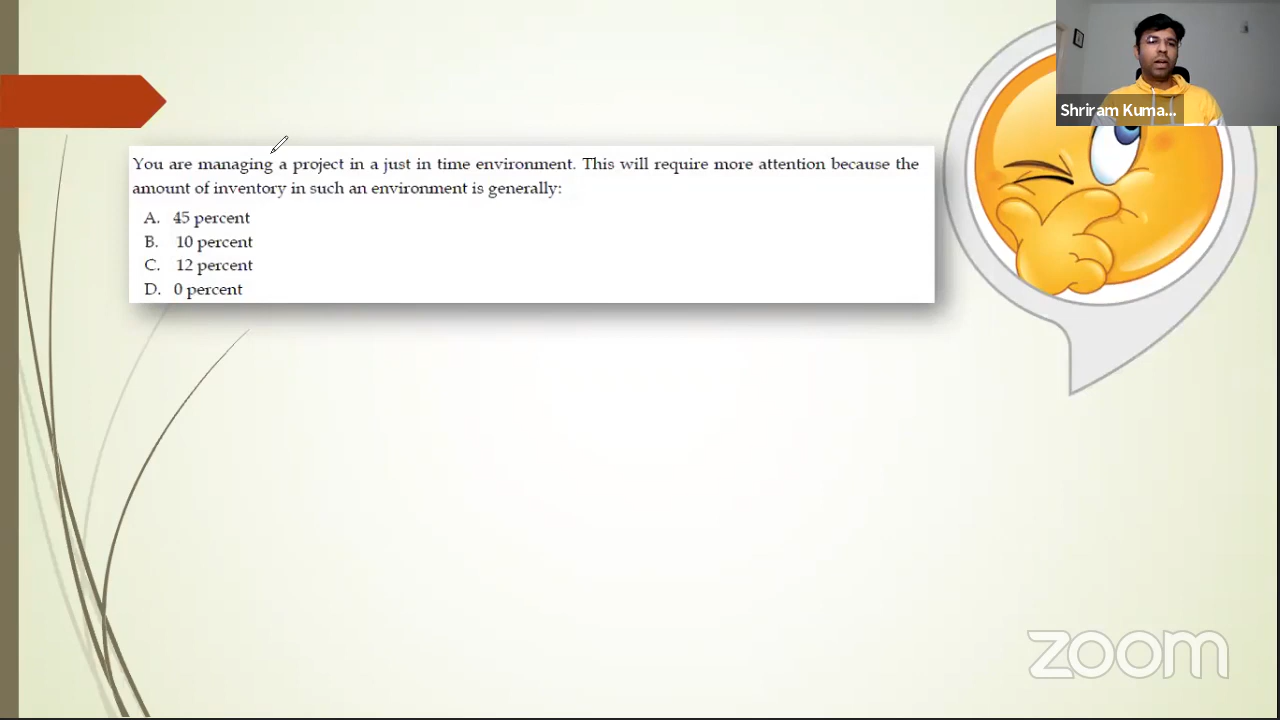 Shriram Kuma...
You are managing a project in a just in time environment. This will require more attention because the
amount of inventory in such an environment is generally:
A. 45 percent
B. 10 percent
C. 12 percent
D. 0 percent
zoom